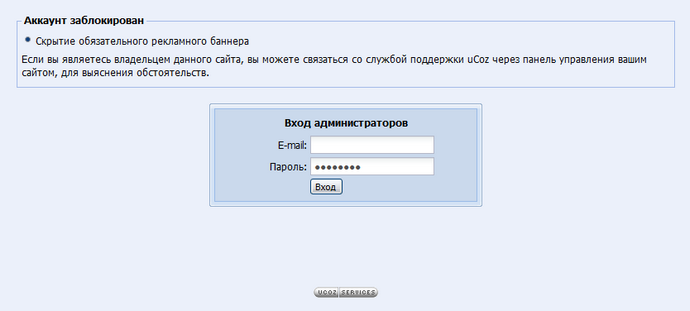 Аккаунт заблокирован
Скрытие обязательного рекламного баннера
Если вы являетесь владельцем данного сайта, вы можете связаться со службой поддержки uCoz через панель управления вашим
сайтом, для выяснения обстоятельств.
Вход администраторов
E-mail:
Пароль: ●●●●●●●●
Вход
UCOZ SERVICES